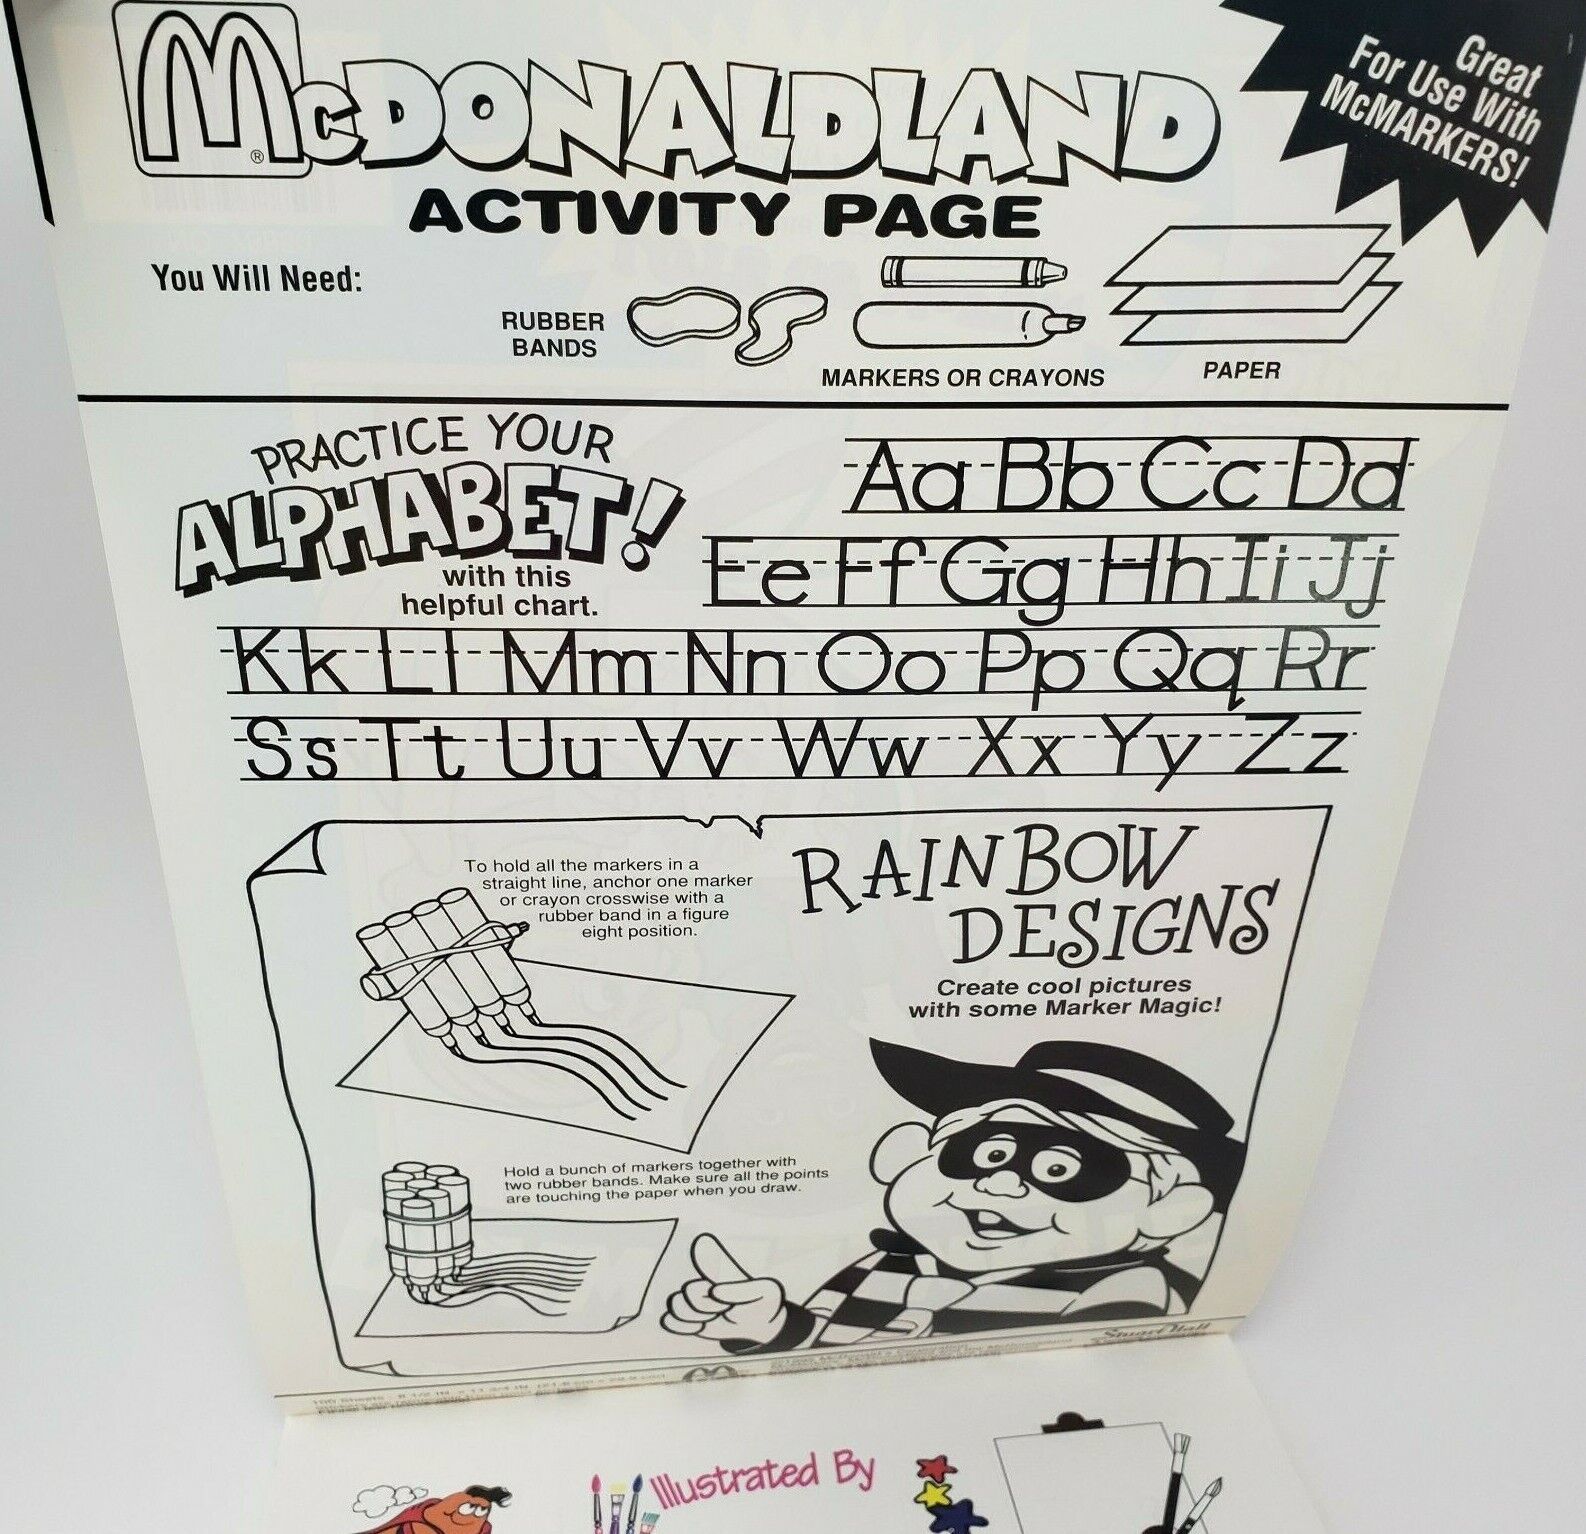 McDONALDLAND
ACTIVITY PAGE
Great
For Use With
McMARKERS!
You Will Need:
RUBBER
BANDS
MARKERS OR CRAYONS
PAPER
PRACTICE YOUR
ALPHABET!
with this
helpful chart.
Aa Bb Cc Dd
Ee Ff Gg Hh Ii Jj
Kk Ll Mm Nn Oo Pp Qq Rr
Ss Tt Uu Vv Ww Xx Yy Zz
To hold all the markers in a
straight line, anchor one marker
or crayon crosswise with a
rubber band in a figure
eight position.
RAINBOW
DESIGNS
Create cool pictures
with some Marker Magic!
Hold a bunch of markers together with
two rubber bands. Make sure all the points
are touching the paper when you draw.
Stuart Hall
Illustrated By